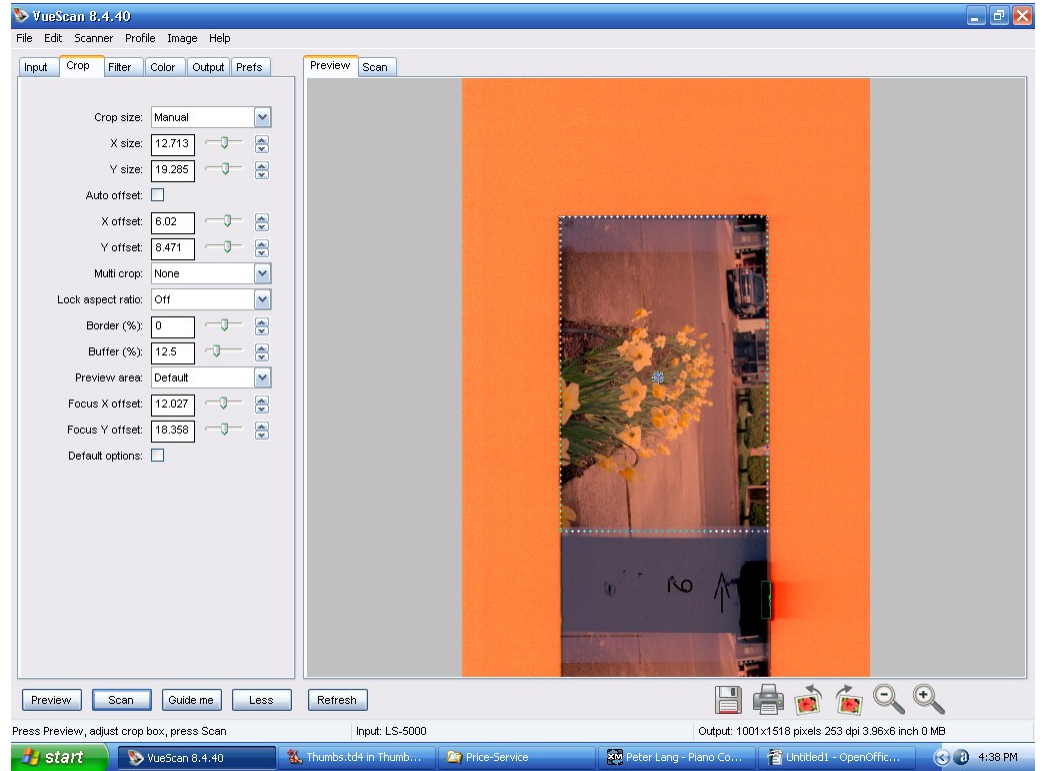 VueScan 8.4.40
File Edit Scanner Profile Image Help
Input Crop Filter Color Output Prefs
Preview Scan
Crop size: Manual
X size: 12.713
Y size: 19.285
Auto offset:
X offset: 6.02
Y offset: 8.471
Multi crop: None
Lock aspect ratio: Off
Border (%): 0
Buffer (%): 12.5
Preview area: Default
Focus X offset: 12.027
Focus Y offset: 18.358
Default options:
Preview Scan Guide me Less Refresh
Press Preview, adjust crop box, press Scan Input: LS-5000 Output: 1001x1518 pixels 253 dpi 3.96x6 inch 0 MB
start VueScan 8.4.40 Thumbs.td4 in Thumb... Price-Service Peter Lang - Piano Co... Untitled1 - OpenOffic... 4:38 PM